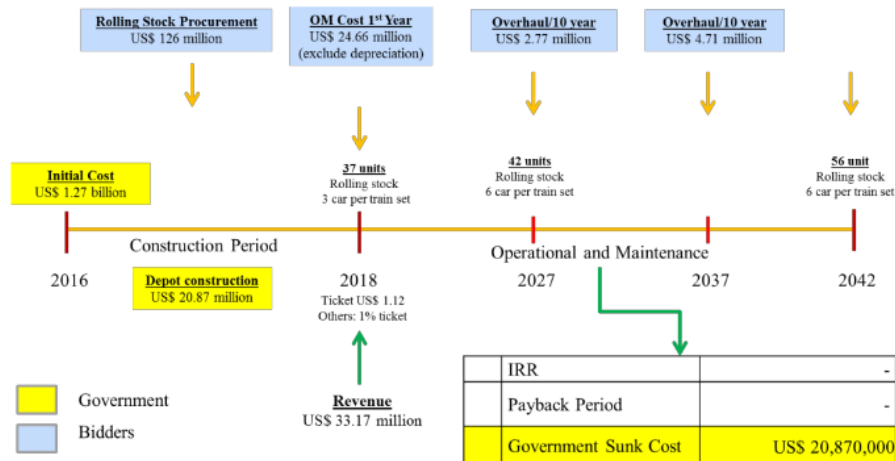 Rolling Stock Procurement
US$ 126 million
OM Cost 1st Year
US$ 24.66 million
(exclude depreciation)
Overhaul/10 year
US$ 2.77 million
Overhaul/10 year
US$ 4.71 million
Initial Cost
US$ 1.27 billion
37 units
Rolling stock
3 car per train set
42 units
Rolling stock
6 car per train set
56 unit
Rolling stock
6 car per train set
Construction Period
Operational and Maintenance
2016
Depot construction
US$ 20.87 million
2018
2027
2037
2042
Ticket US$ 1.12
Others: 1% ticket
Revenue
US$ 33.17 million
Government
Bidders
IRR -
Payback Period -
Government Sunk Cost US$ 20,870,000